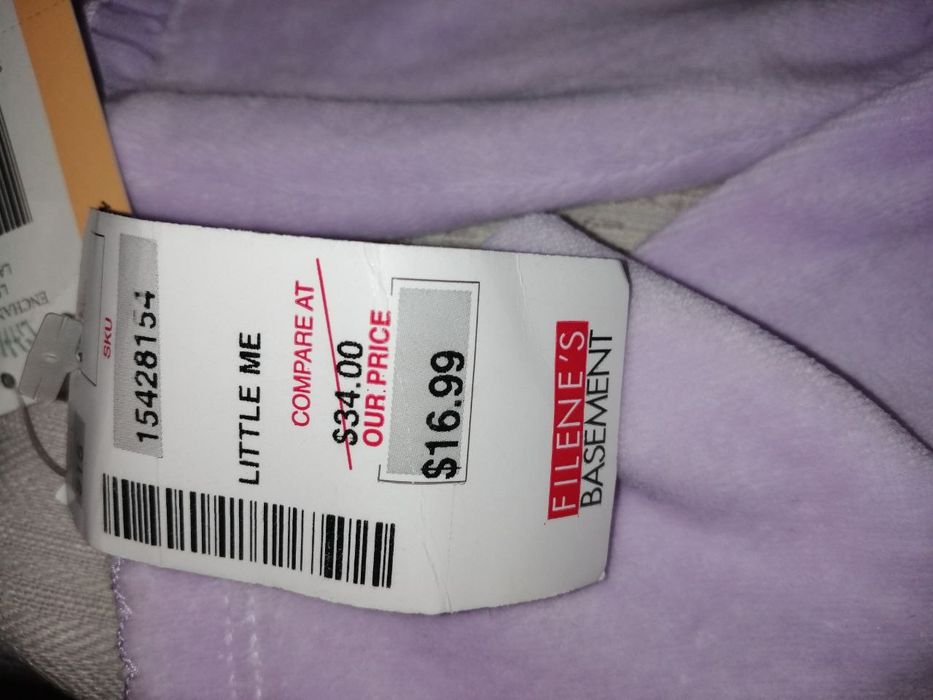 SKU
15428154
LITTLE ME
COMPARE AT
$34.00
OUR PRICE
$16.99
FILENE'S
BASEMENT